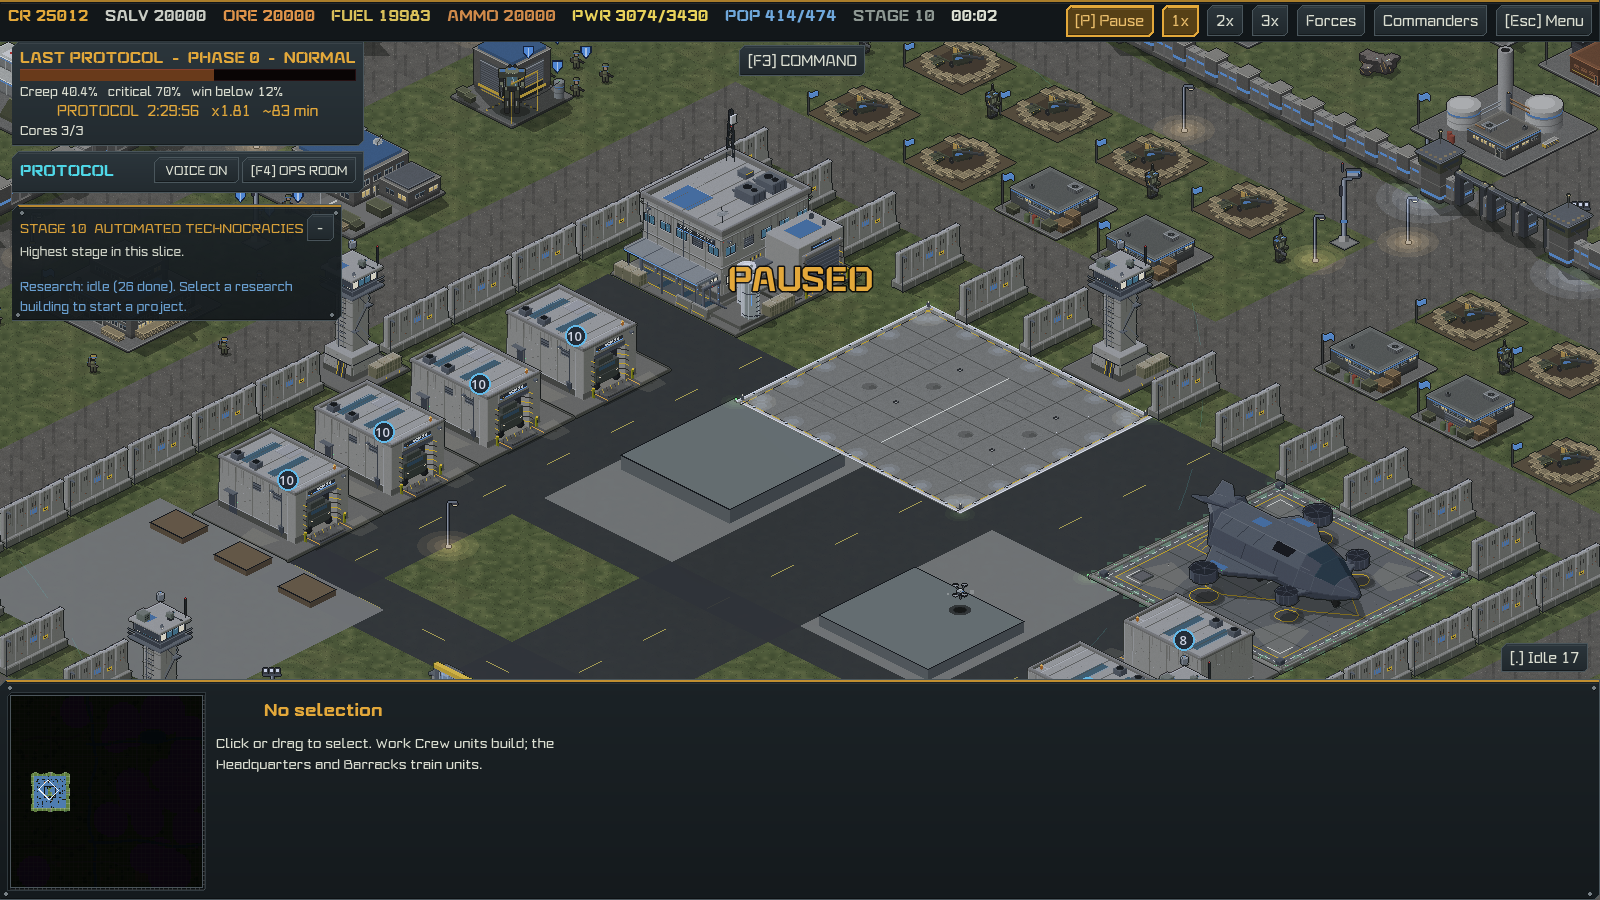 CR 25012 SALV 20000 ORE 20000 FUEL 19983 AMMO 20000 PWR 3074/3430 POP 414/474 STAGE 10 00:02 [P] Pause 1x 2x 3x Forces Commanders [Esc] Menu
LAST PROTOCOL - PHASE 0 - NORMAL
[F3] COMMAND
Creep 40.4% critical 70% win below 12%
PROTOCOL 2:29:56 x1.81 ~83 min
Cores 3/3
PROTOCOL VOICE ON [F4] OPS ROOM
STAGE 10 AUTOMATED TECHNOCRACIES -
Highest stage in this slice.
Research: idle (26 done). Select a research
building to start a project.
PAUSED
10
10
10
10
8
[.] Idle 17
No selection
Click or drag to select. Work Crew units build; the
Headquarters and Barracks train units.